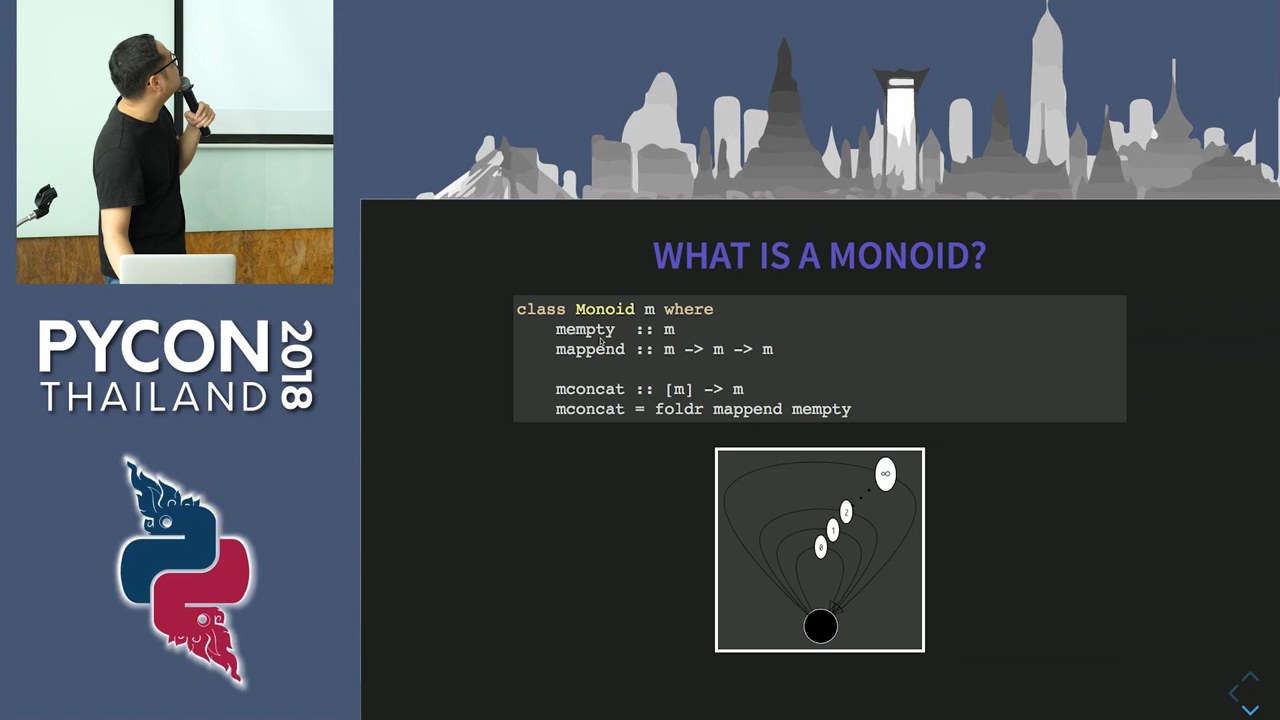 PYCON
THAILAND
2018
WHAT IS A MONOID?
class Monoid m where
mempty :: m
mappend :: m -> m -> m
mconcat :: [m] -> m
mconcat = foldr mappend mempty
∞
2
1
0